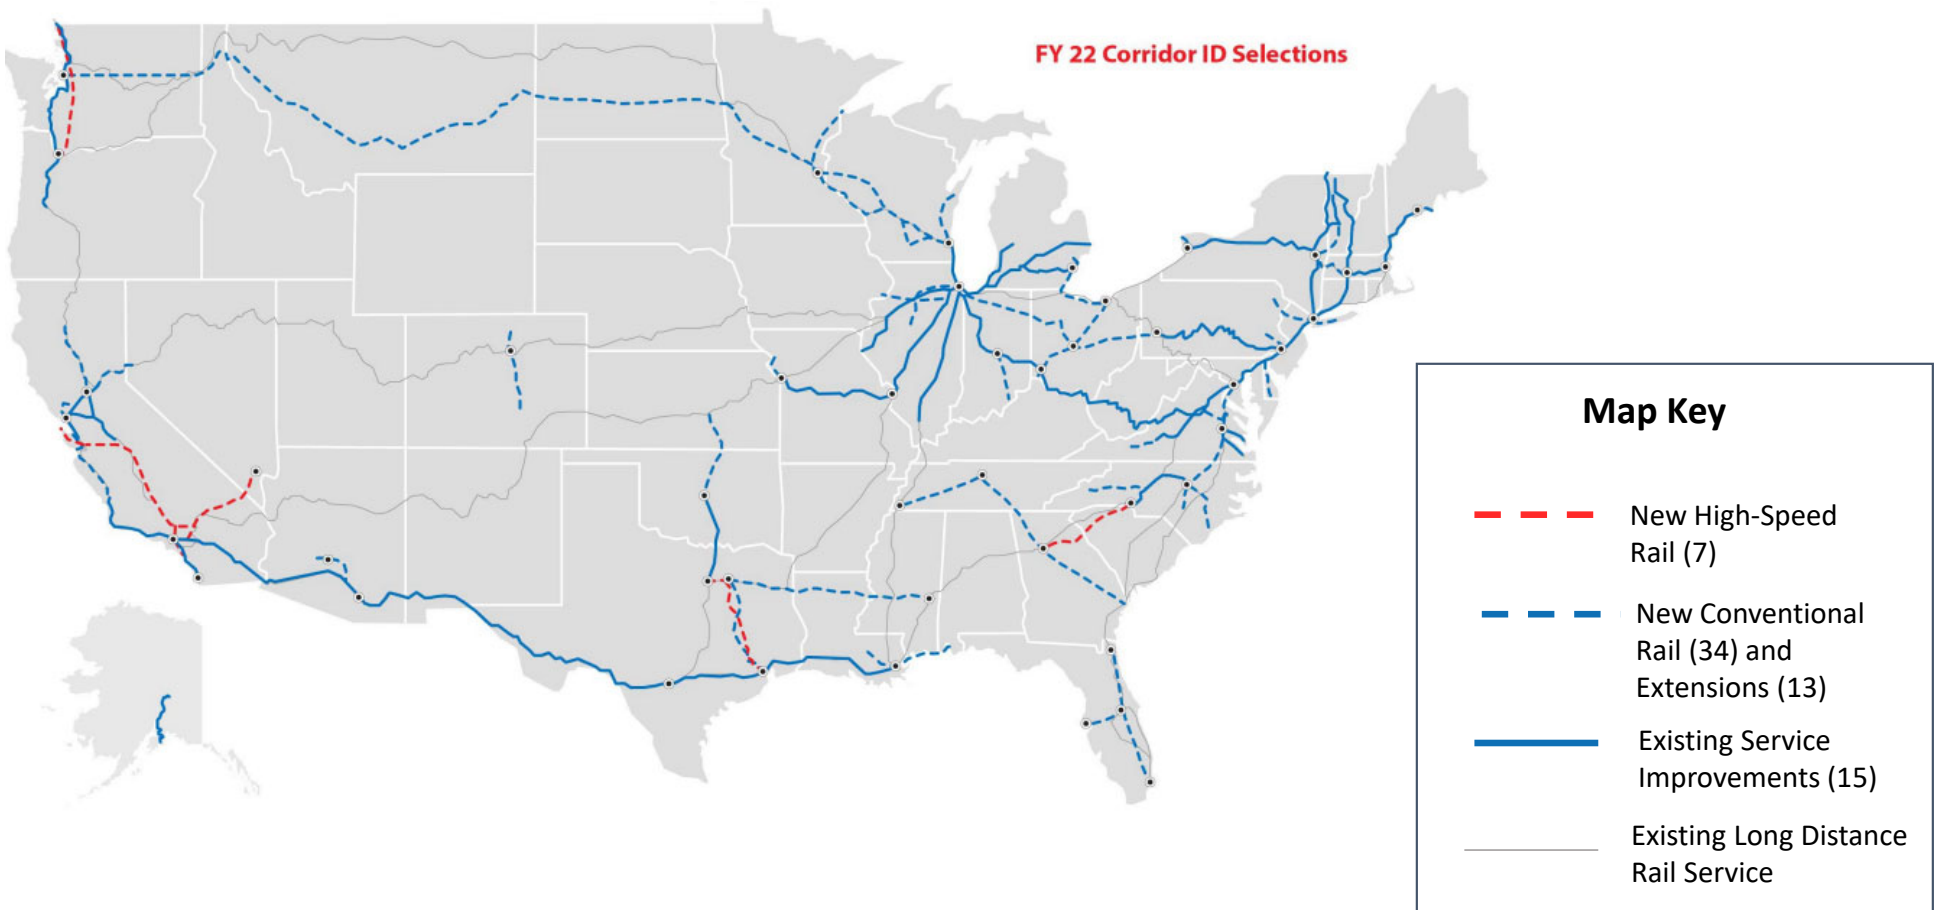 FY 22 Corridor ID Selections
Map Key
New High-Speed
Rail (7)
New Conventional
Rail (34) and
Extensions (13)
Existing Service
Improvements (15)
Existing Long Distance
Rail Service